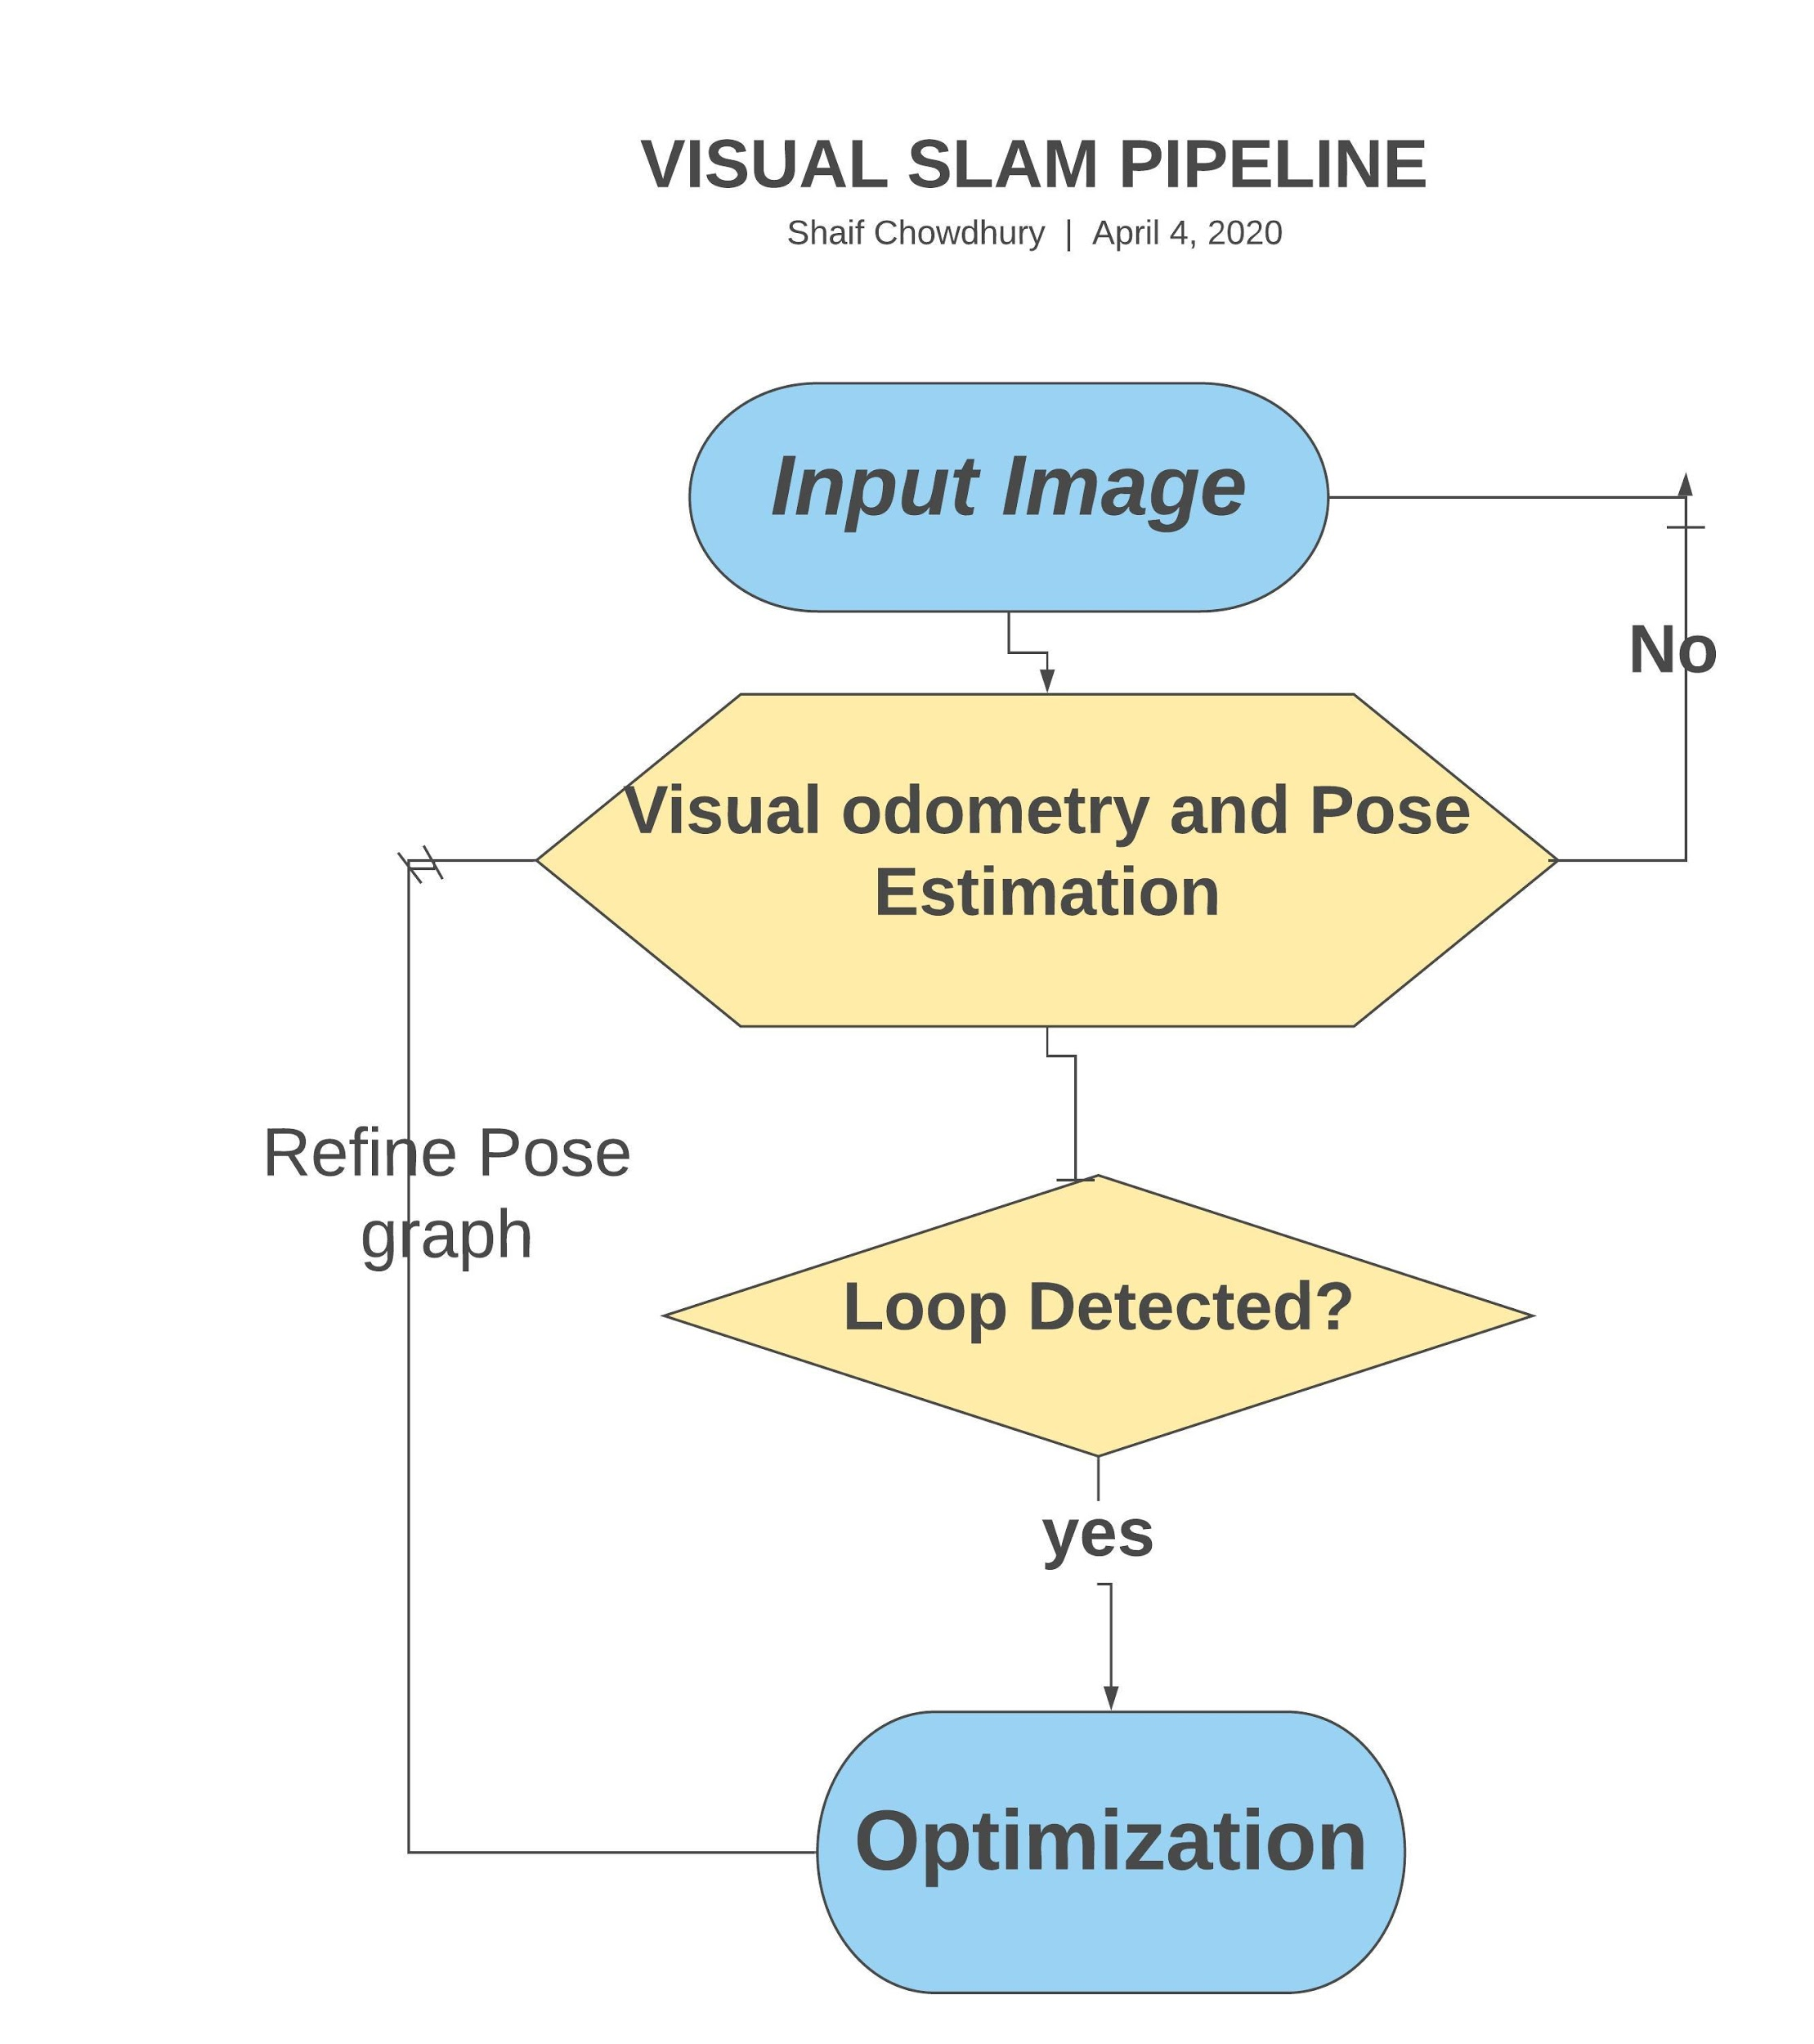 VISUAL SLAM PIPELINE
Shaif Chowdhury | April 4, 2020
Input Image
No
Visual odometry and Pose
Estimation
Refine Pose
graph
Loop Detected?
yes
Optimization